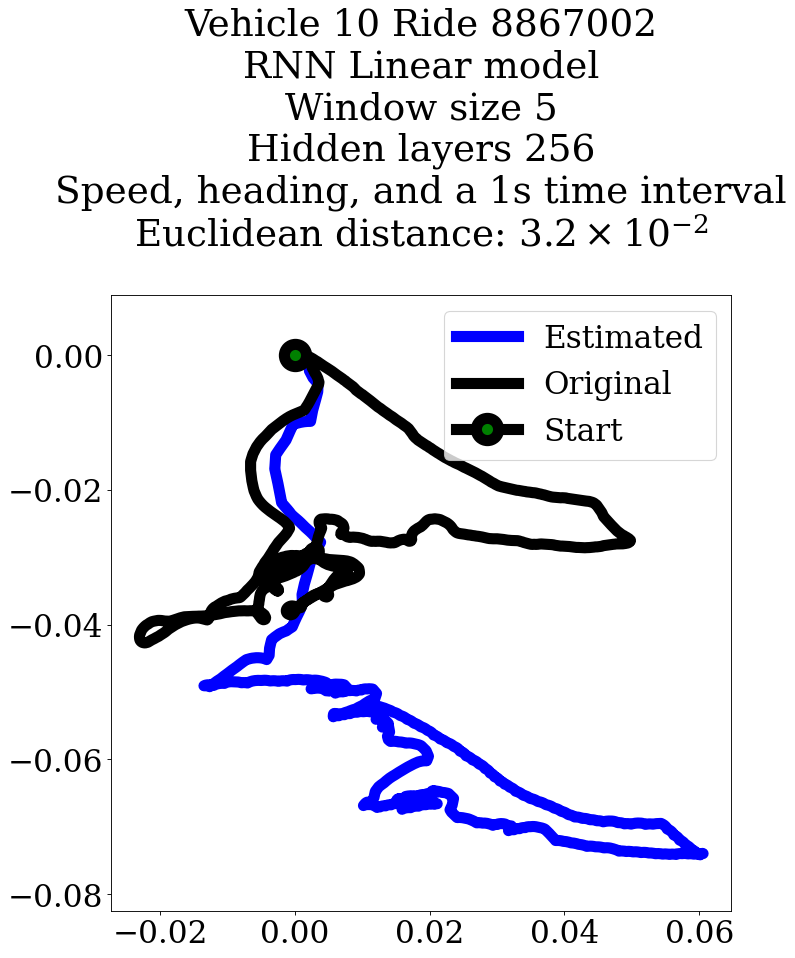 Vehicle 10 Ride 8867002
RNN Linear model
Window size 5
Hidden layers 256
Speed, heading, and a 1s time interval
Euclidean distance: 3.2 × 10⁻²
Estimated
Original
Start
0.00
−0.02
−0.04
−0.06
−0.08
−0.02 0.00 0.02 0.04 0.06